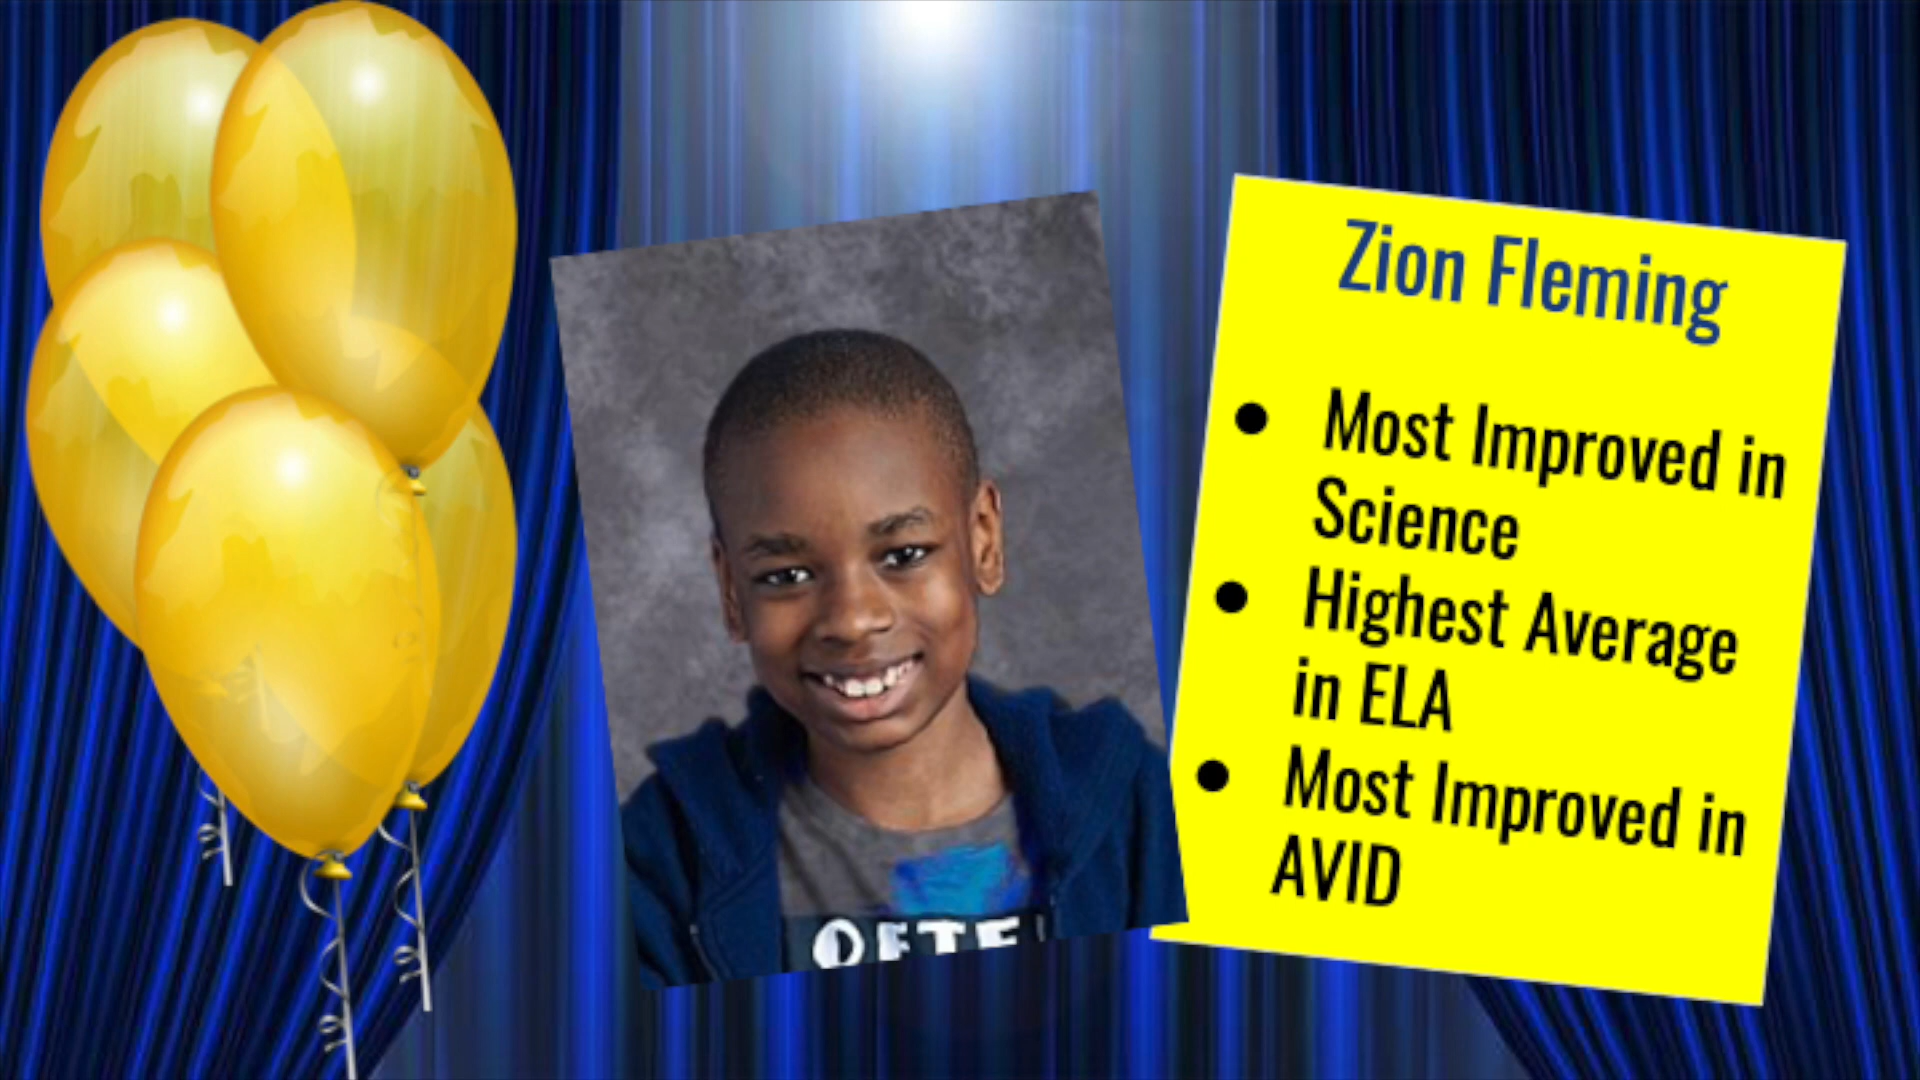 Zion Fleming
● Most Improved in
Science
● Highest Average
in ELA
● Most Improved in
AVID